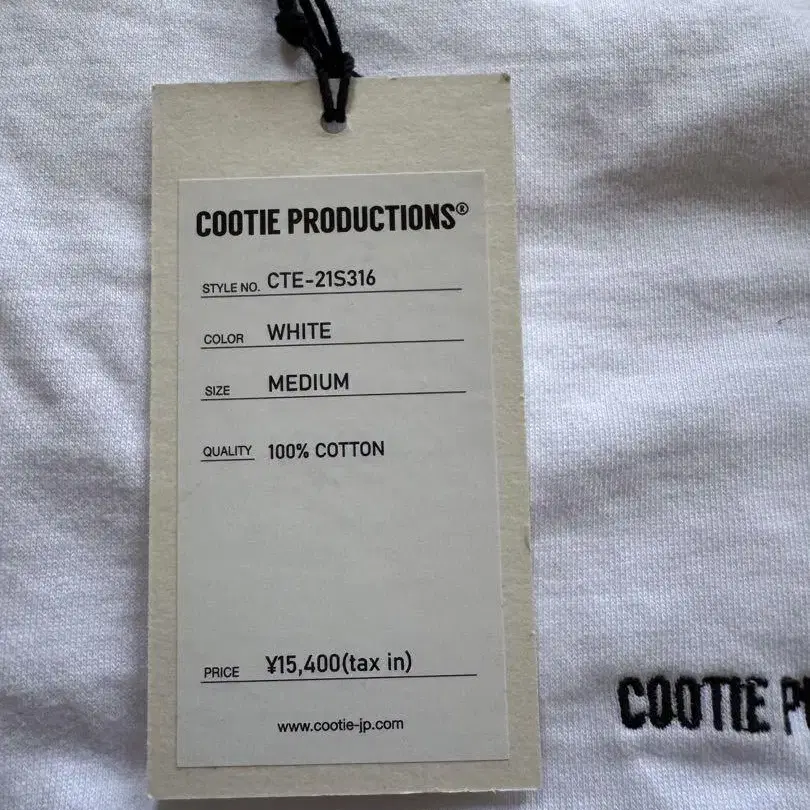 COOTIE PRODUCTIONS®
STYLE NO. CTE-21S316
COLOR WHITE
SIZE MEDIUM
QUALITY 100% COTTON
PRICE ¥15,400(tax in)
www.cootie-jp.com
COOTIE P